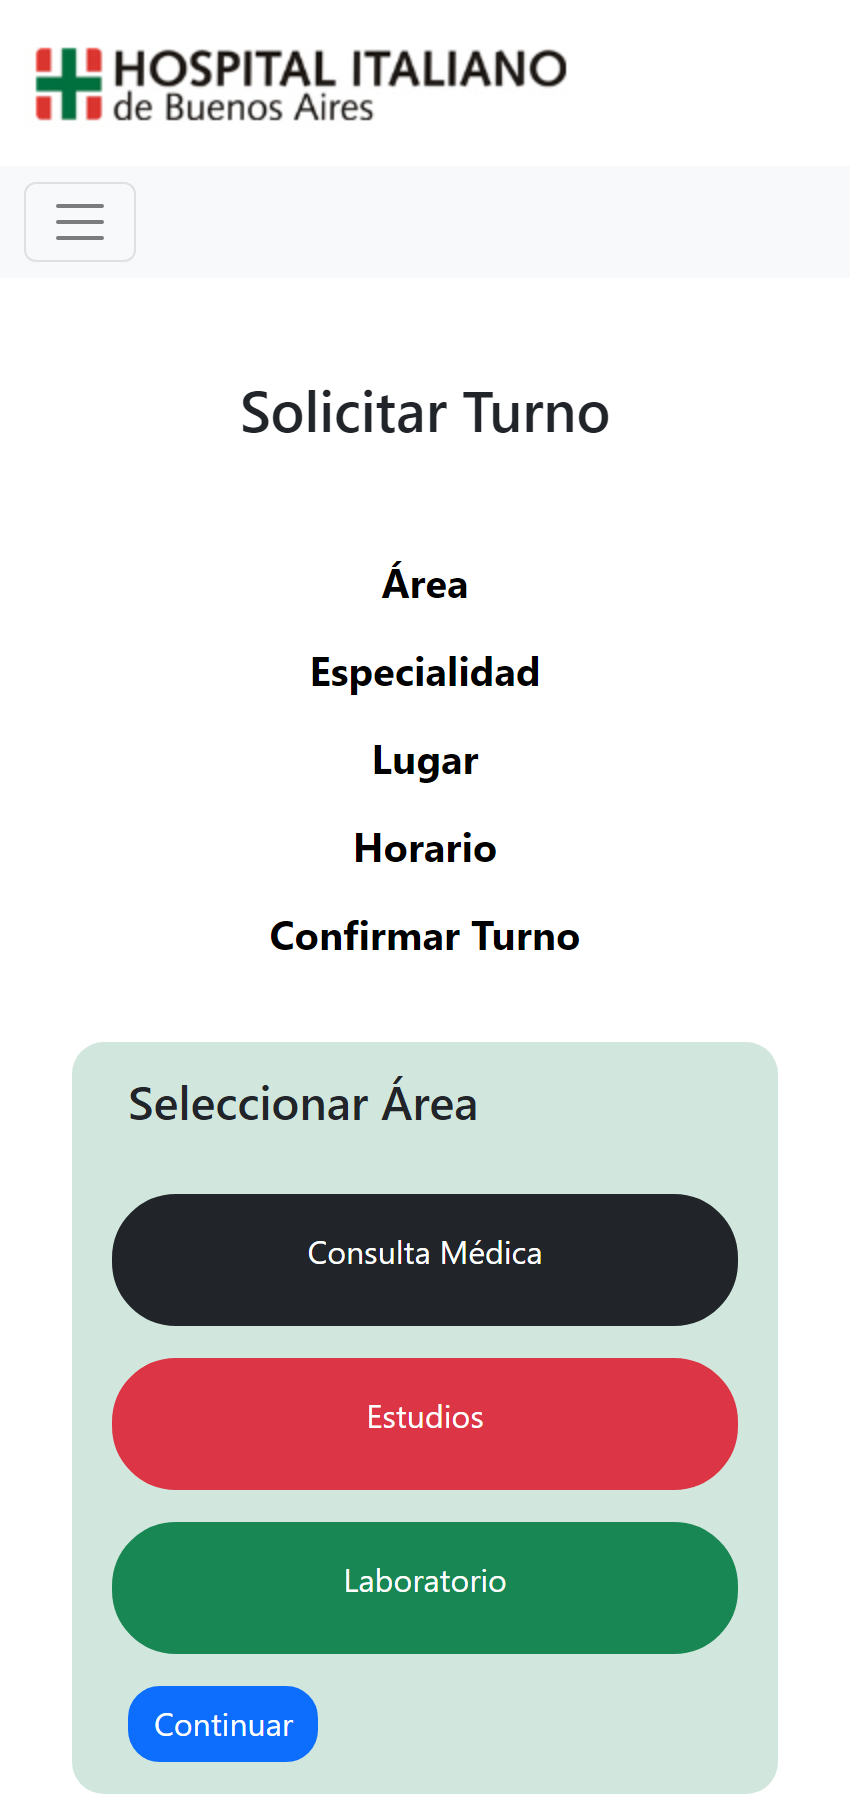 HOSPITAL ITALIANO
de Buenos Aires
Solicitar Turno
Área
Especialidad
Lugar
Horario
Confirmar Turno
Seleccionar Área
Consulta Médica
Estudios
Laboratorio
Continuar